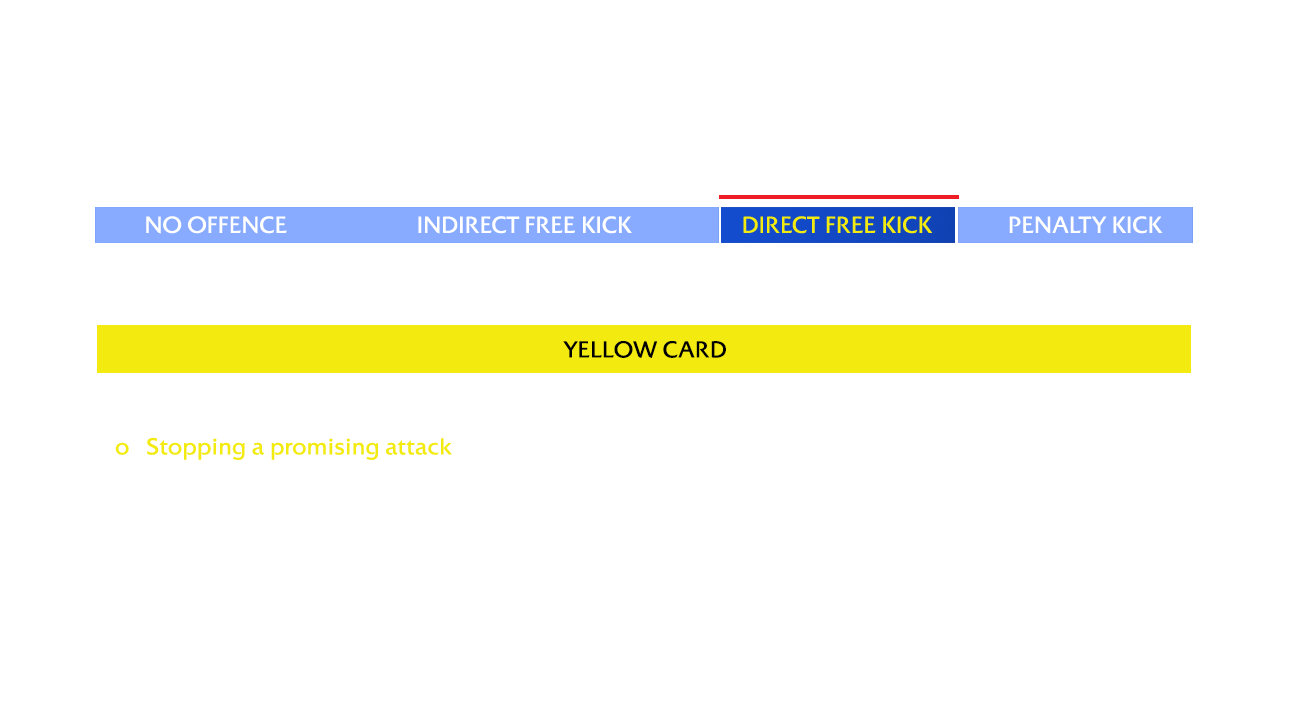 NO OFFENCE INDIRECT FREE KICK DIRECT FREE KICK PENALTY KICK
YELLOW CARD
o Stopping a promising attack